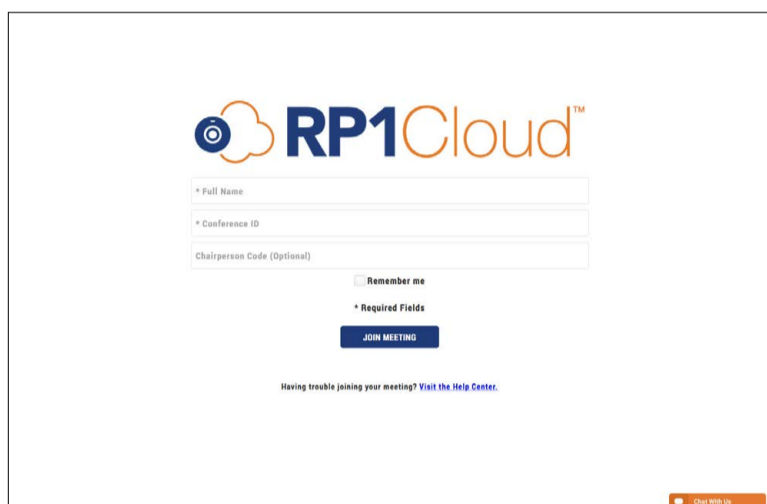 RP1Cloud™
* Full Name
* Conference ID
Chairperson Code (Optional)
Remember me
* Required Fields
JOIN MEETING
Having trouble joining your meeting? Visit the Help Center.
Chat With Us